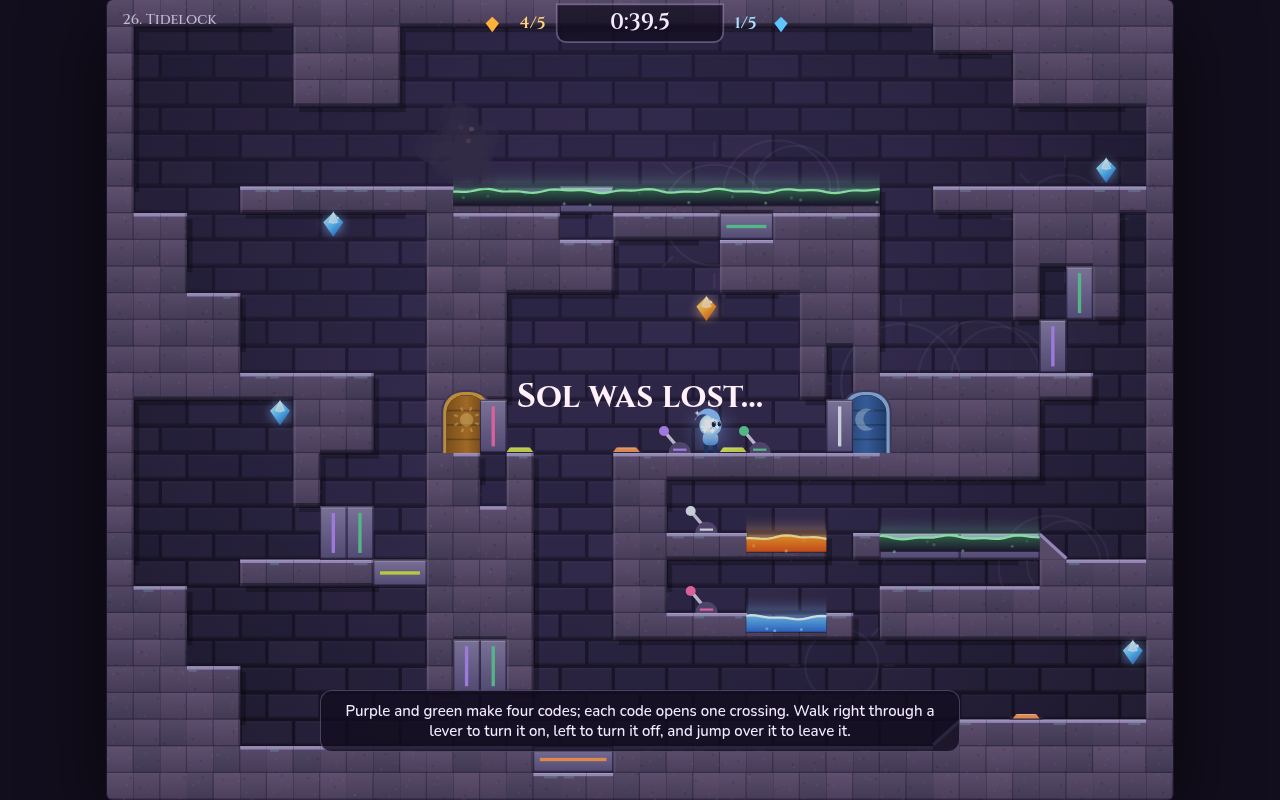 26. Tidelock
4/5
0:39.5
1/5
Sol was lost...
Purple and green make four codes; each code opens one crossing. Walk right through a
lever to turn it on, left to turn it off, and jump over it to leave it.